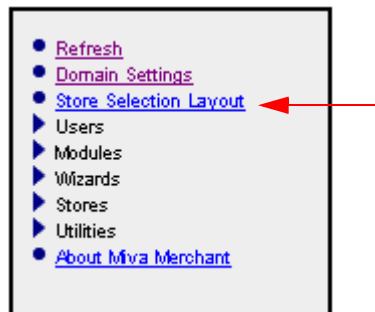 Refresh
Domain Settings
Store Selection Layout
Users
Modules
Wizards
Stores
Utilities
About Miva Merchant